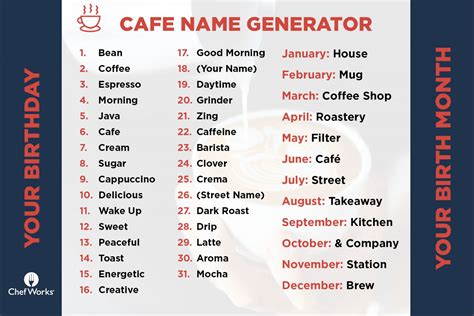 CAFE NAME GENERATOR
YOUR BIRTHDAY
1. Bean
2. Coffee
3. Espresso
4. Morning
5. Java
6. Cafe
7. Cream
8. Sugar
9. Cappuccino
10. Delicious
11. Wake Up
12. Sweet
13. Peaceful
14. Toast
15. Energetic
16. Creative
17. Good Morning
18. (Your Name)
19. Daytime
20. Grinder
21. Zing
22. Caffeine
23. Barista
24. Clover
25. Crema
26. (Street Name)
27. Dark Roast
28. Drip
29. Latte
30. Aroma
31. Mocha
January: House
February: Mug
March: Coffee Shop
April: Roastery
May: Filter
June: Café
July: Street
August: Takeaway
September: Kitchen
October: & Company
November: Station
December: Brew
YOUR BIRTH MONTH
Chef Works